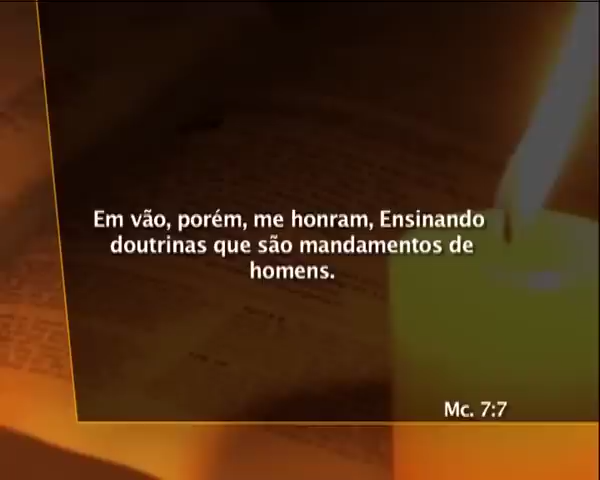 Em vão, porém, me honram, Ensinando
doutrinas que são mandamentos de
homens.
Mc. 7:7